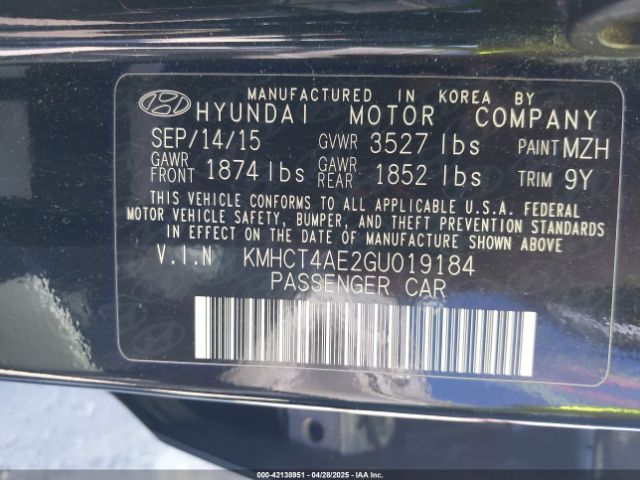 MANUFACTURED IN KOREA BY
HYUNDAI MOTOR COMPANY
SEP/14/15 GVWR 3527 lbs PAINT MZH
GAWR FRONT 1874 lbs GAWR REAR 1852 lbs TRIM 9Y
THIS VEHICLE CONFORMS TO ALL APPLICABLE U.S.A. FEDERAL
MOTOR VEHICLE SAFETY, BUMPER, AND THEFT PREVENTION STANDARDS
IN EFFECT ON THE DATE OF MANUFACTURE SHOWN ABOVE
V.I.N KMHCT4AE2GU019184
PASSENGER CAR
000-42138951 - 04/28/2025 - IAAI.com